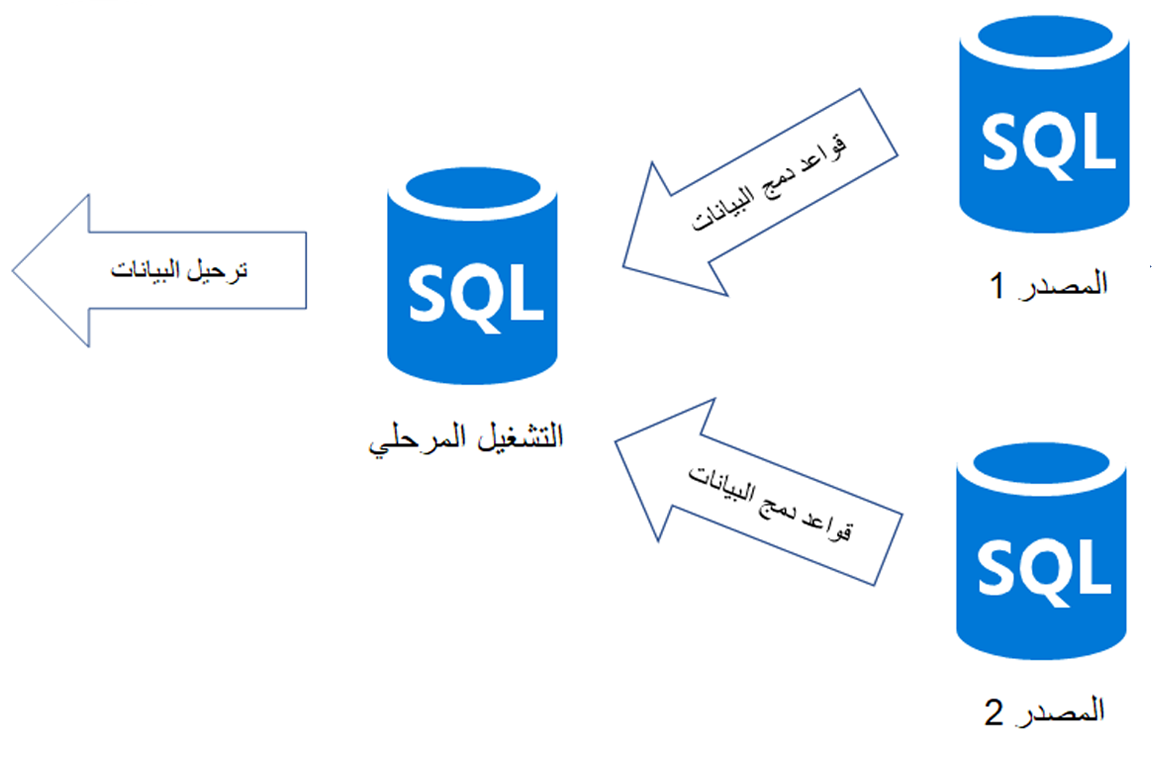 SQL
المصدر 1
قواعد دمج البيانات
SQL
التشغيل المرحلي
ترحيل البيانات
قواعد دمج البيانات
SQL
المصدر 2